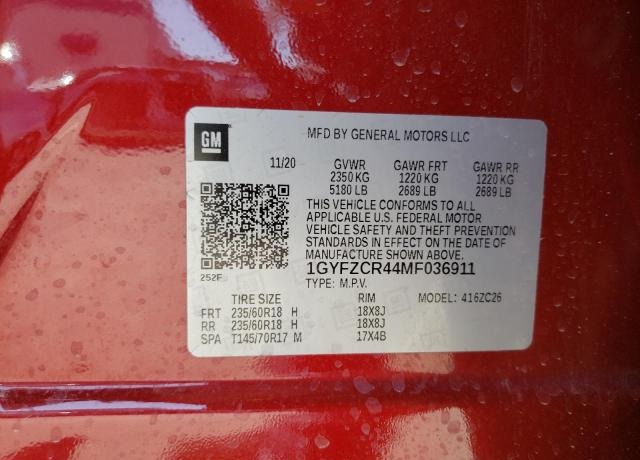 GM
MFD BY GENERAL MOTORS LLC
11/20 GVWR GAWR FRT GAWR RR
2350 KG 1220 KG 1220 KG
5180 LB 2689 LB 2689 LB
THIS VEHICLE CONFORMS TO ALL
APPLICABLE U.S. FEDERAL MOTOR
VEHICLE SAFETY AND THEFT PREVENTION
STANDARDS IN EFFECT ON THE DATE OF
MANUFACTURE SHOWN ABOVE.
252F 1GYFZCR44MF036911
TYPE: M.P.V.
TIRE SIZE RIM MODEL: 416ZC26
FRT 235/60R18 H 18X8J
RR 235/60R18 H 18X8J
SPA T145/70R17 M 17X4B